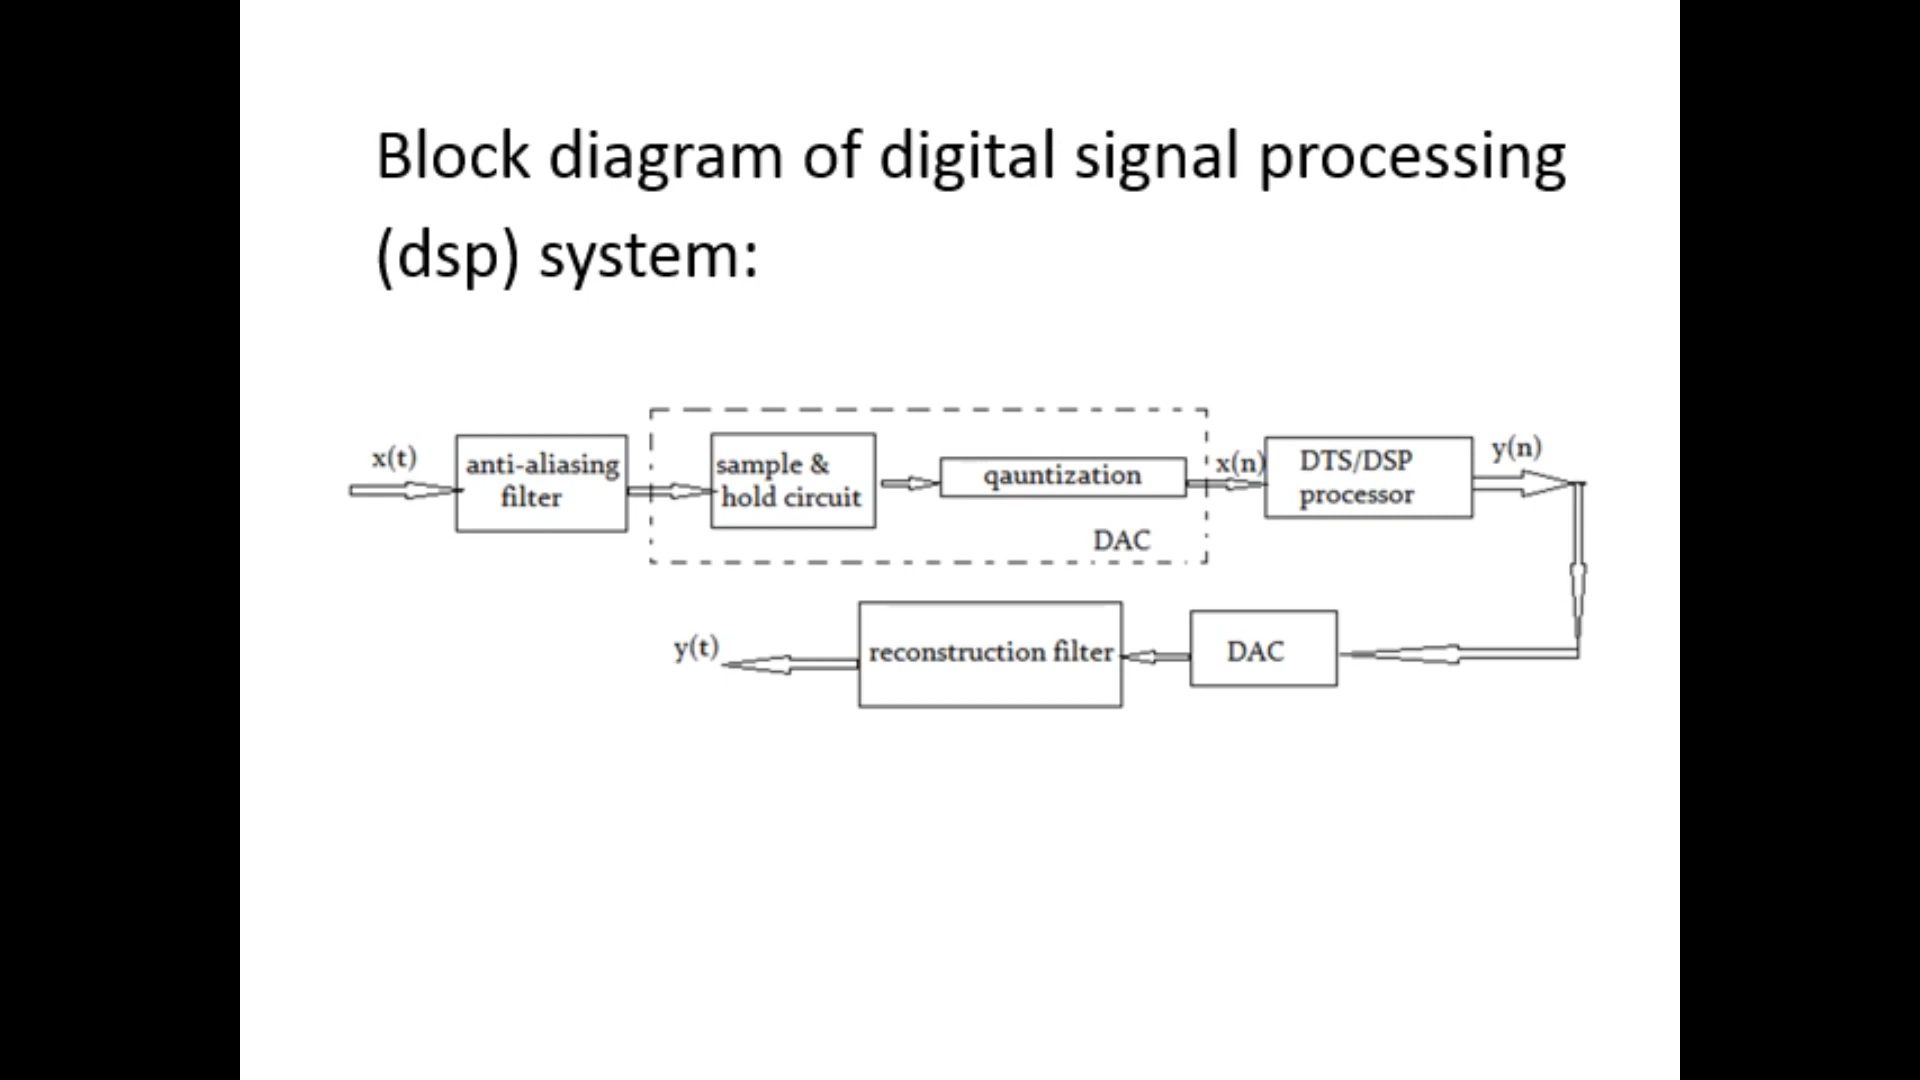 Block diagram of digital signal processing
(dsp) system:
x(t)
anti-aliasing
filter
sample &
hold circuit
qauntization
DAC
x(n)
DTS/DSP
processor
y(n)
y(t)
reconstruction filter
DAC